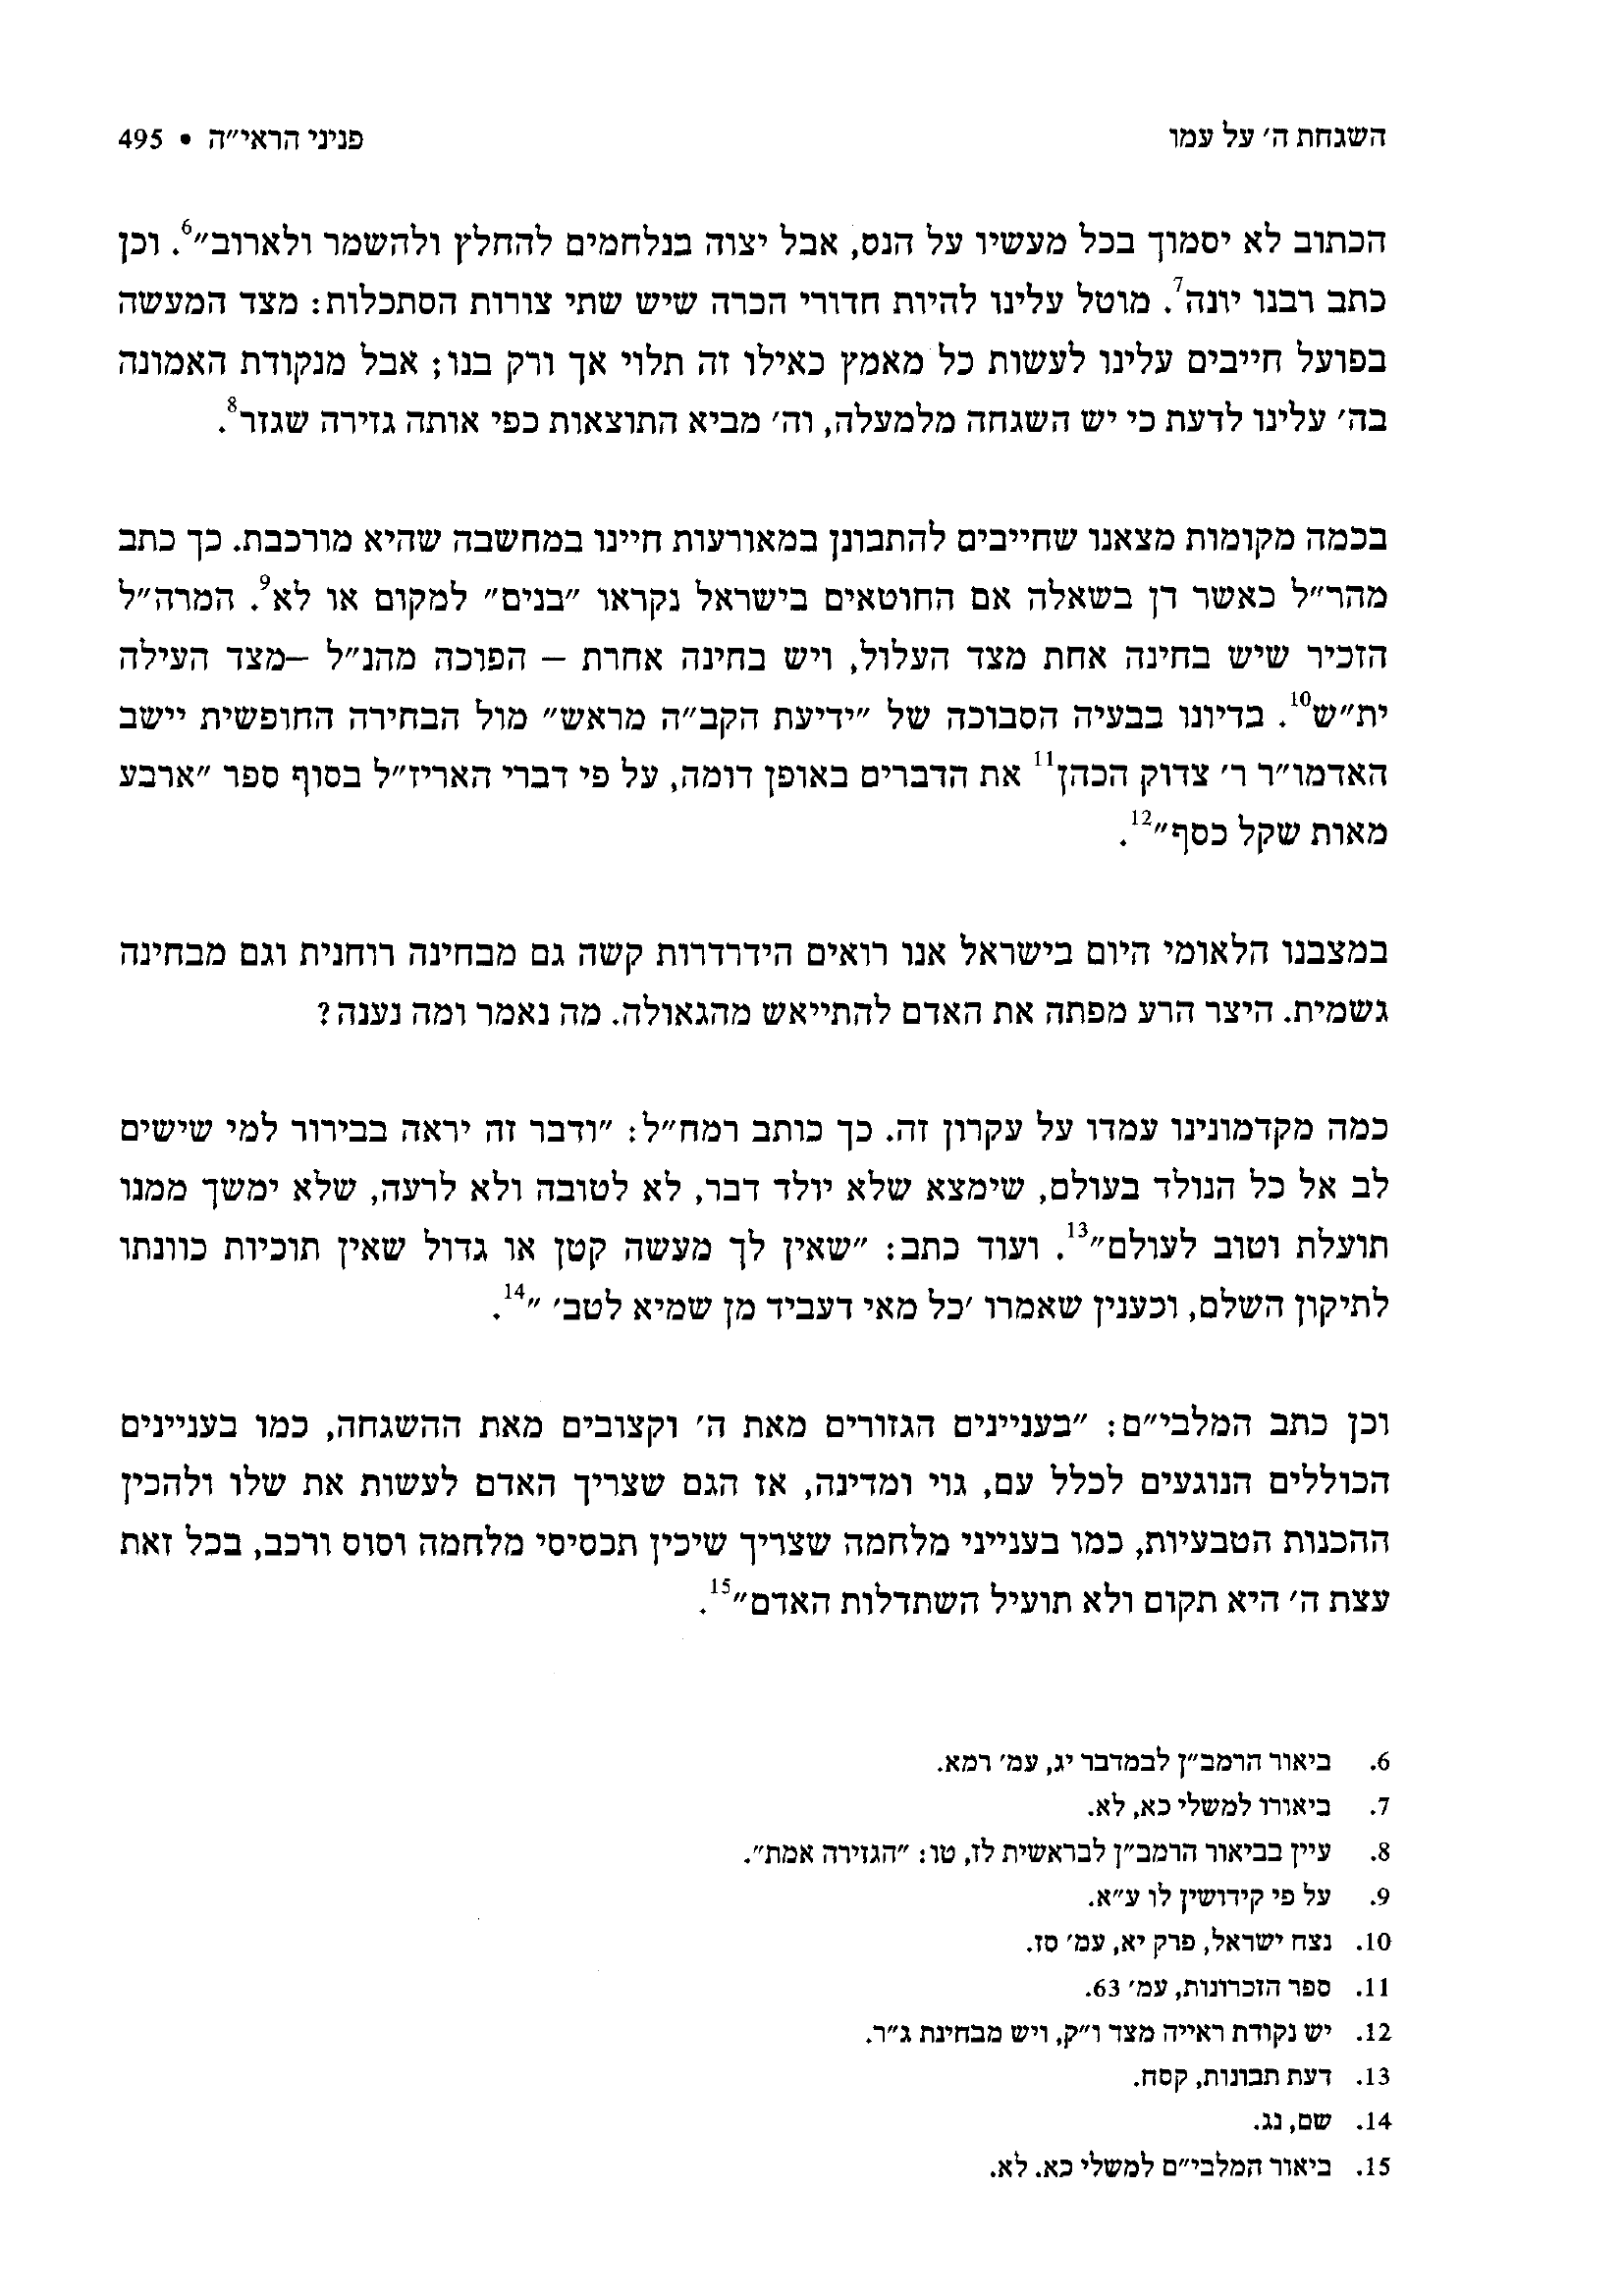 השגחת ה' על עמו
פניני הראי״ה • 495
הכתוב לא יסמוך בכל מעשיו על הנס, אבל יצוה בנלחמים להחלץ ולהשמר ולארוב״6. וכן
כתב רבנו יונה7. מוטל עלינו להיות חדורי הכרה שיש שתי צורות הסתכלות: מצד המעשה
בפועל חייבים עלינו לעשות כל מאמץ כאילו זה תלוי אך ורק בנו; אבל מנקודת האמונה
בה' עלינו לדעת כי יש השגחה מלמעלה, וה' מביא התוצאות כפי אותה גזירה שגזר8.
בכמה מקומות מצאנו שחייבים להתבונן במאורעות חיינו במחשבה שהיא מורכבת. כך כתב
מהר״ל כאשר דן בשאלה אם החוטאים בישראל נקראו ״בנים״ למקום או לא9. המרה״ל
הזכיר שיש בחינה אחת מצד העלול, ויש בחינה אחרת – הפוכה מהנ״ל –מצד העילה
ית״ש10. בדיונו בבעיה הסבוכה של ״ידיעת הקב״ה מראש״ מול הבחירה החופשית יישב
האדמו״ר ר' צדוק הכהן11 את הדברים באופן דומה, על פי דברי האריז״ל בסוף ספר ״ארבע
מאות שקל כסף״12.
במצבנו הלאומי היום בישראל אנו רואים הידרדרות קשה גם מבחינה רוחנית וגם מבחינה
גשמית. היצר הרע מפתה את האדם להתייאש מהגאולה. מה נאמר ומה נענה?
כמה מקדמונינו עמדו על עקרון זה. כך כותב רמח״ל: ״ודבר זה יראה בבירור למי שישים
לב אל כל הנולד בעולם, שימצא שלא יולד דבר, לא לטובה ולא לרעה, שלא ימשך ממנו
תועלת וטוב לעולם״13. ועוד כתב: ״שאין לך מעשה קטן או גדול שאין תוכיות כוונתו
לתיקון השלם, וכענין שאמרו 'כל מאי דעביד מן שמיא לטב' ״14.
וכן כתב המלבי״ם: ״בעניינים הגזורים מאת ה' וקצובים מאת ההשגחה, כמו בעניינים
הכוללים הנוגעים לכלל עם, גוי ומדינה, אז הגם שצריך האדם לעשות את שלו ולהכין
ההכנות הטבעיות, כמו בענייני מלחמה שצריך שיכין תכסיסי מלחמה וסוס ורכב, בכל זאת
עצת ה' היא תקום ולא תועיל השתדלות האדם״15.
6. ביאור הרמב״ן לבמדבר יג, עמ' רמא.
7. ביאורו למשלי כא, לא.
8. עיין בביאור הרמב״ן לבראשית לז, טו: ״הגזירה אמת״.
9. על פי קידושין לו ע״א.
10. נצח ישראל, פרק יא, עמ' סז.
11. ספר הזכרונות, עמ' 63.
12. יש נקודת ראייה מצד ו״ק, ויש מבחינת ג״ר.
13. דעת תבונות, קסח.
14. שם, נג.
15. ביאור המלבי״ם למשלי כא. לא.